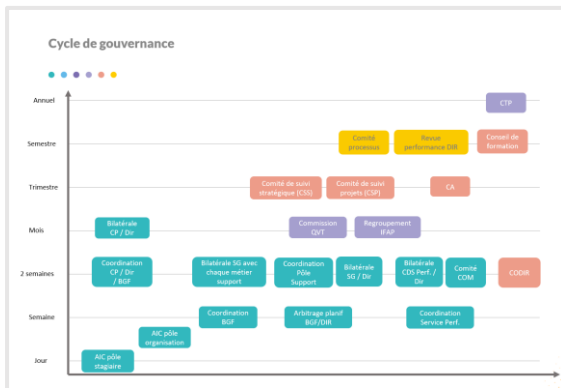 Cycle de gouvernance
Annuel
CTP
Semestre
Comité
processus
Revue
performance DIR
Conseil de
formation
Trimestre
Comité de suivi
stratégique (CSS)
Comité de suivi
projets (CSP)
CA
Mois
Bilatérale
CP / Dir
Commission
QVT
Regroupement
IFAP
2 semaines
Coordination
CP / Dir
/ BGF
Bilatérale SG avec
chaque métier
support
Coordination
Pôle
Support
Bilatérale
SG / Dir
Bilatérale
CDS Perf. /
Dir
Comité
COM
CODIR
Semaine
Coordination
BGF
Arbitrage planif
BGF/DIR
Coordination
Service Perf.
AIC pôle
organisation
Jour
AIC pôle
stagiaire